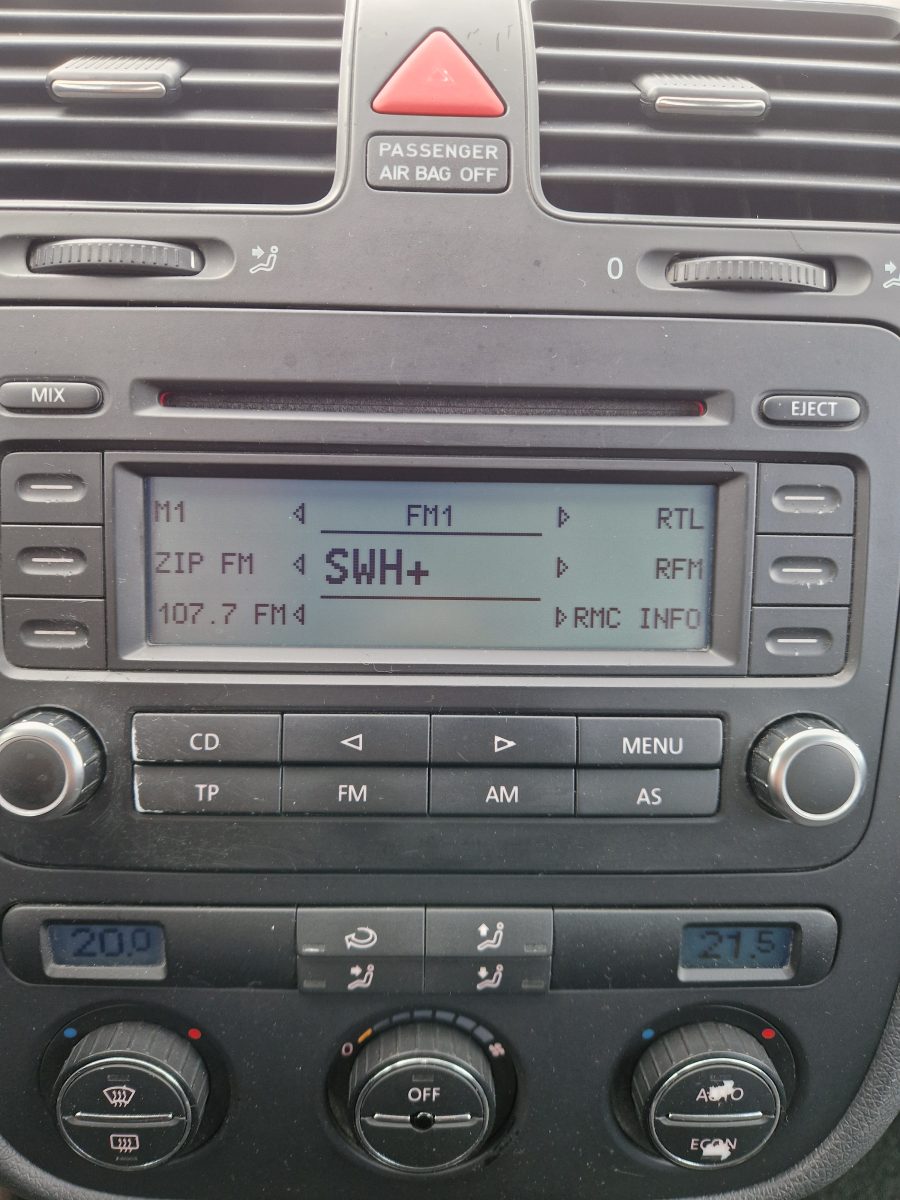 PASSENGER
AIR BAG OFF
0
MIX
EJECT
M1 FM1 RTL
ZIP FM SWH+ RFM
107.7 FM RMC INFO
CD MENU
TP FM AM AS
20.0 21.5
0
OFF
AUTO
ECON